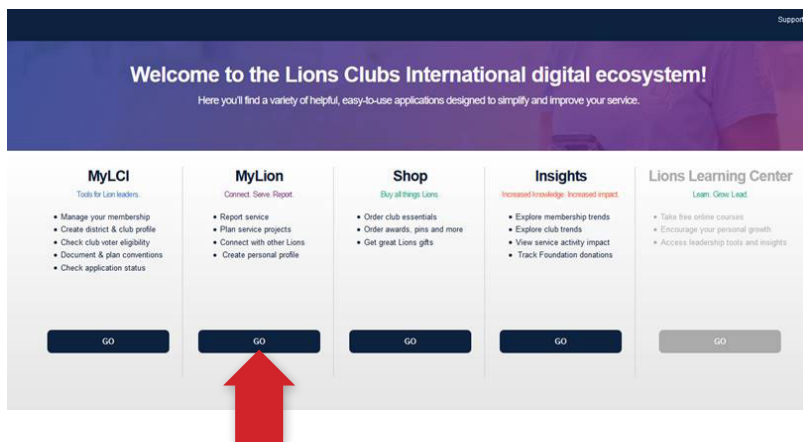 Support
Welcome to the Lions Clubs International digital ecosystem!
Here you'll find a variety of helpful, easy-to-use applications designed to simplify and improve your service.
MyLCI
Tools for Lion leaders.
• Manage your membership
• Create district & club profile
• Check club voter eligibility
• Document & plan conventions
• Check application status
GO
MyLion
Connect. Serve. Report.
• Report service
• Plan service projects
• Connect with other Lions
• Create personal profile
GO
Shop
Buy all things Lions.
• Order club essentials
• Order awards, pins and more
• Get great Lions gifts
GO
Insights
Increased knowledge. Increased impact.
• Explore membership trends
• Explore club trends
• View service activity impact
• Track Foundation donations
GO
Lions Learning Center
Learn. Grow. Lead.
• Take free online courses
• Encourage your personal growth
• Access leadership tools and insights
GO